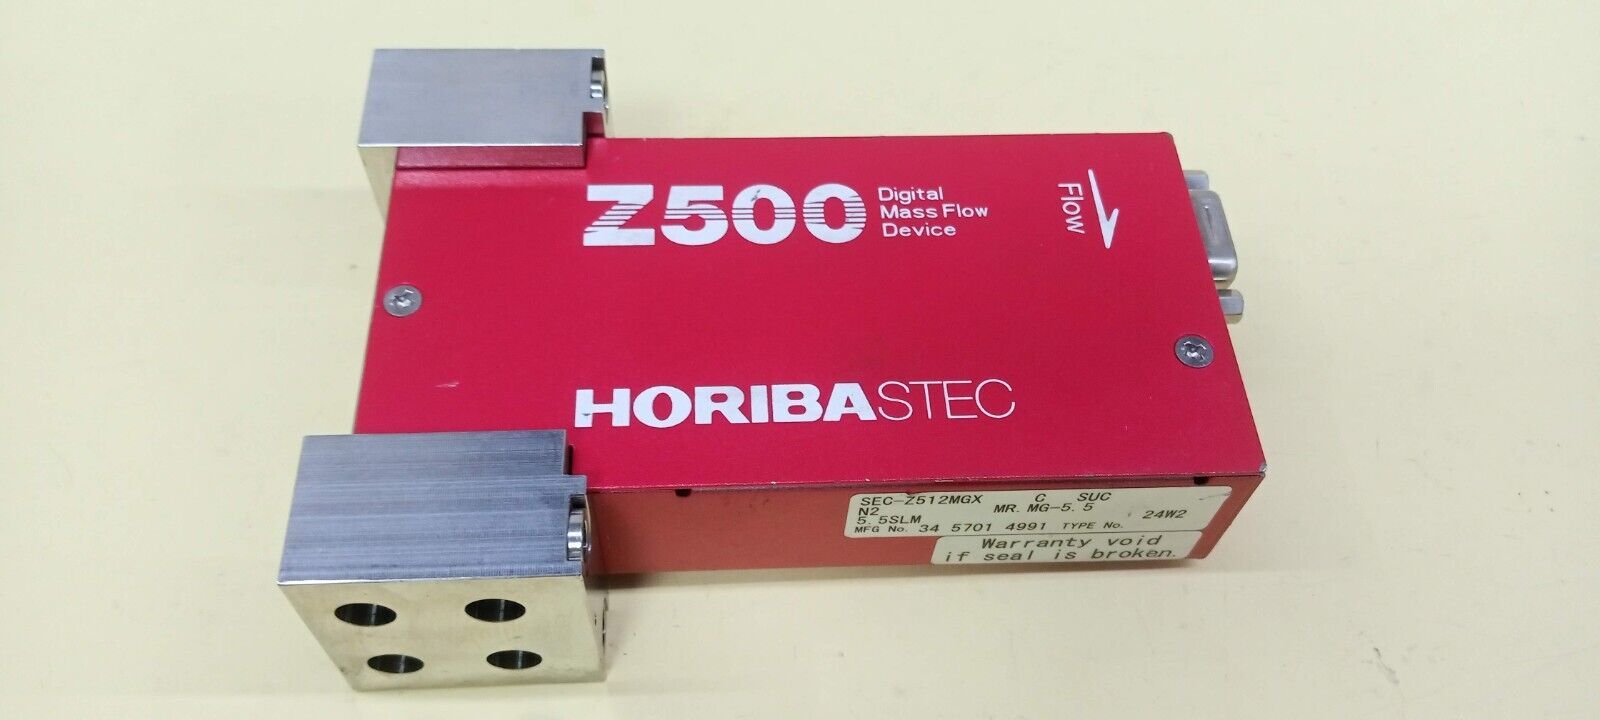 Z500
Digital
Mass Flow
Device
Flow
HORIBASTEC
SEC-Z512MGX C SUC
N2 MR. MG-5.5
5.5SLM 24W2
MFG No. 34 5701 4991 TYPE No.
Warranty void
if seal is broken.